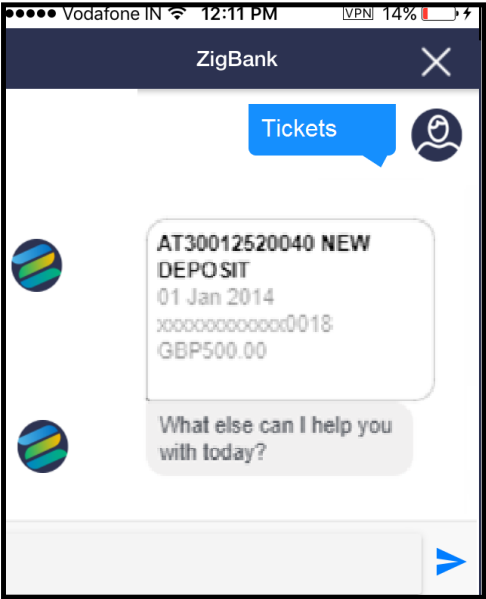 Vodafone IN 12:11 PM VPN 14%
ZigBank
Tickets
AT30012520040 NEW
DEPOSIT
01 Jan 2014
xxxxxxxxxxxxx0018
GBP500.00
What else can I help you
with today?